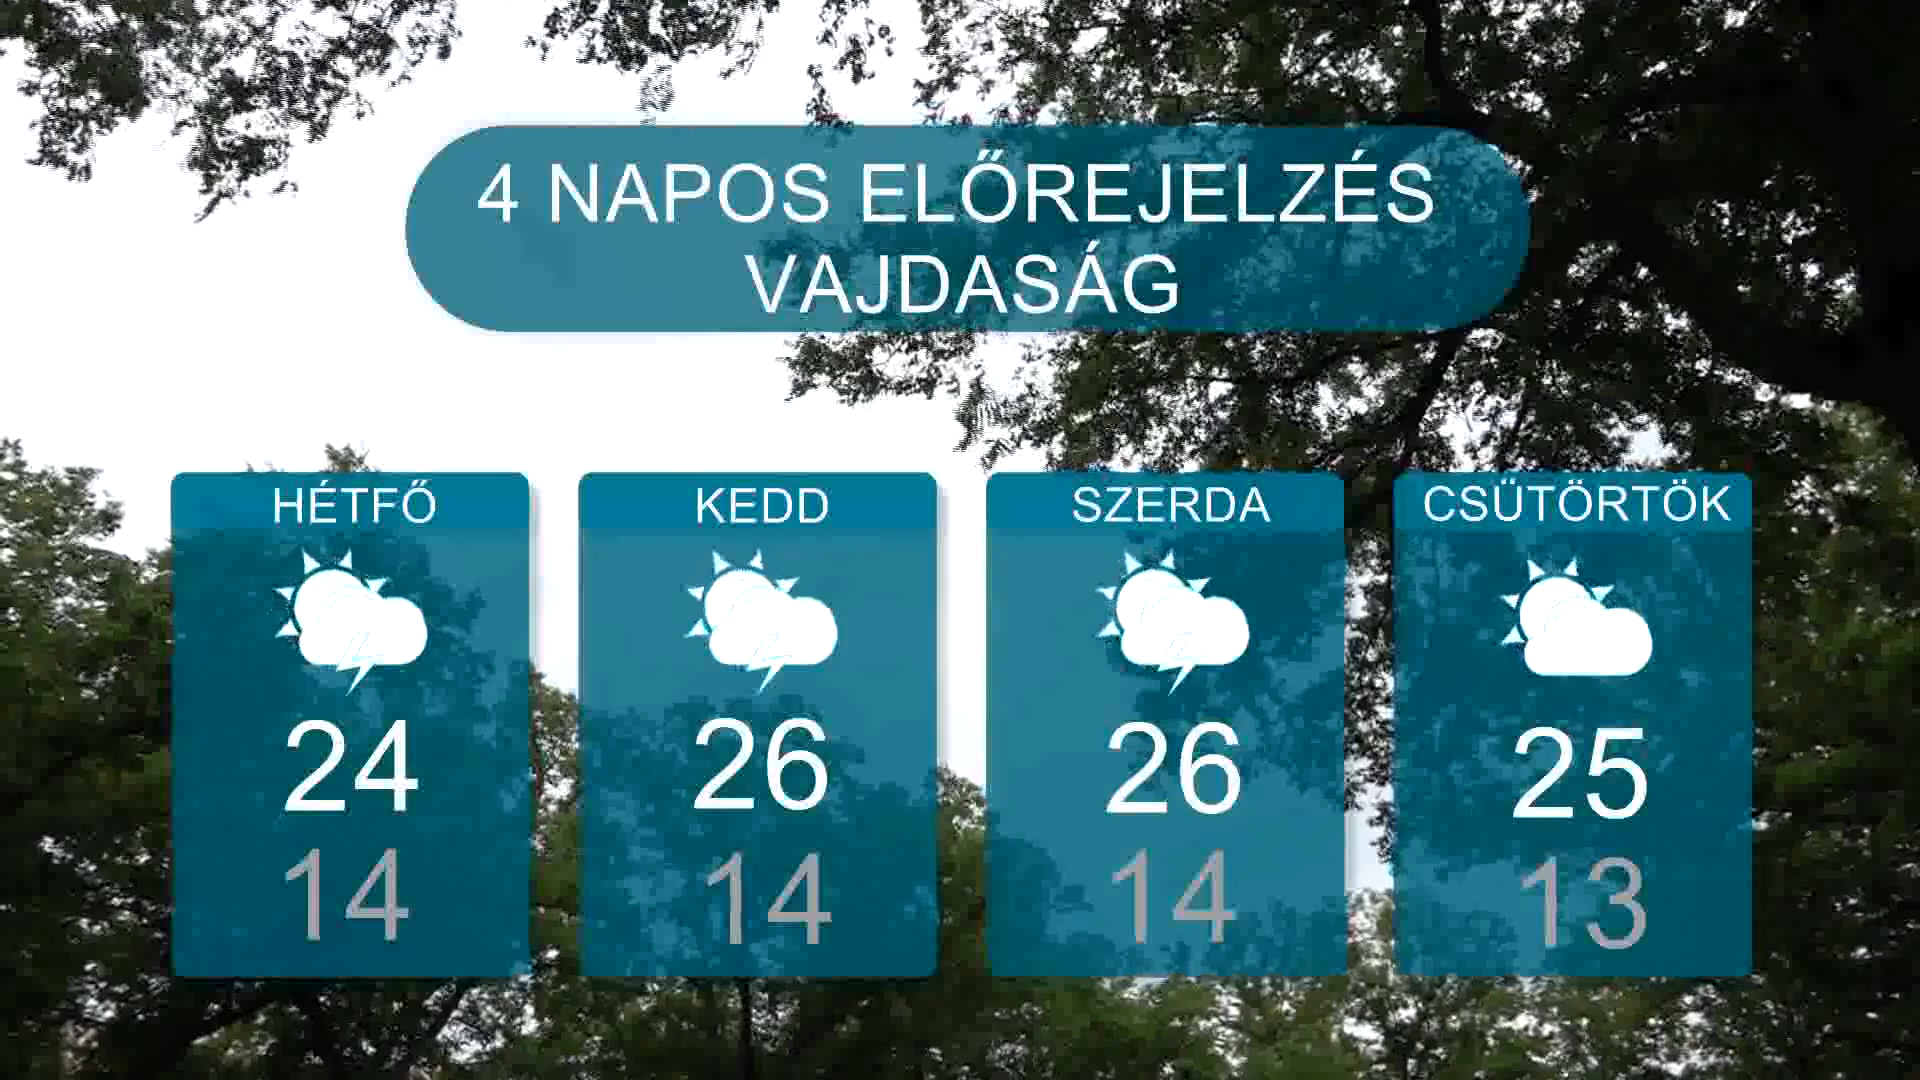 4 NAPOS ELŐREJELZÉS
VAJDASÁG
HÉTFŐ
KEDD
SZERDA
CSÜTÖRTÖK
24
26
26
25
14
14
14
13